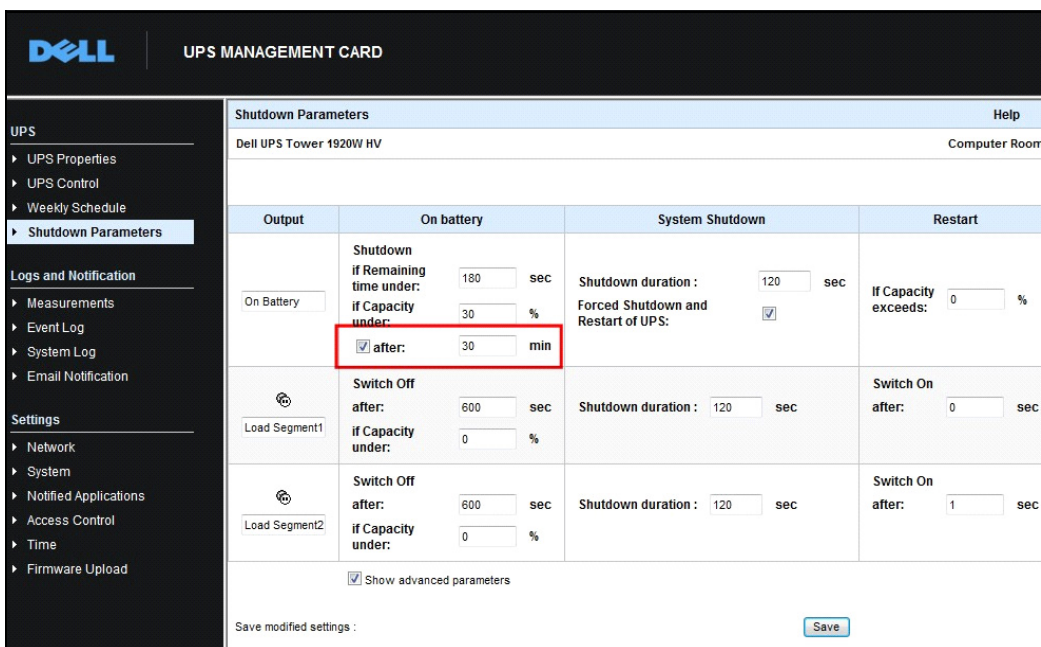 DELL
UPS MANAGEMENT CARD
UPS
UPS Properties
UPS Control
Weekly Schedule
Shutdown Parameters
Logs and Notification
Measurements
Event Log
System Log
Email Notification
Settings
Network
System
Notified Applications
Access Control
Time
Firmware Upload
Shutdown Parameters Help
Dell UPS Tower 1920W HV Computer Room
Output On battery System Shutdown Restart
On Battery
Shutdown
if Remaining
time under: 180 sec
if Capacity
under: 30 %
after: 30 min
Shutdown duration : 120 sec
Forced Shutdown and
Restart of UPS:
If Capacity
exceeds: 0 %
Load Segment1
Switch Off
after: 600 sec
if Capacity
under: 0 %
Shutdown duration : 120 sec
Switch On
after: 0 sec
Load Segment2
Switch Off
after: 600 sec
if Capacity
under: 0 %
Shutdown duration : 120 sec
Switch On
after: 1 sec
Show advanced parameters
Save modified settings : Save